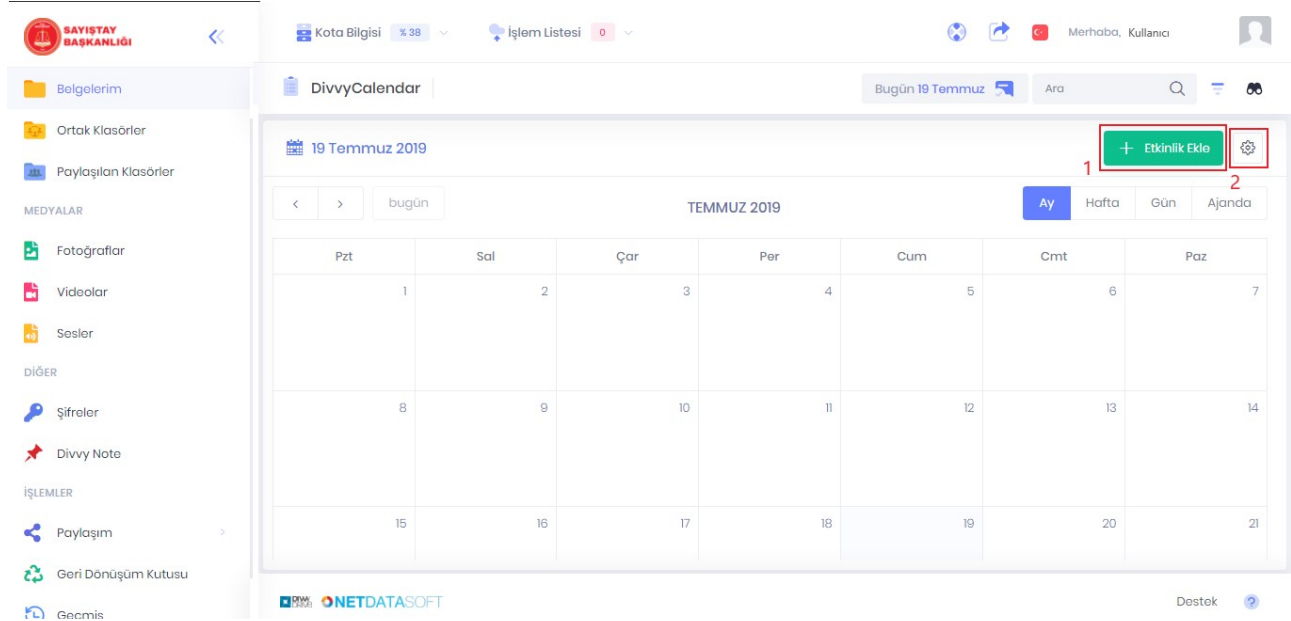 SAYIŞTAY
BAŞKANLIĞI
Kota Bilgisi % 38
İşlem Listesi 0
Merhaba, Kullanıcı
Belgelerim
Ortak Klasörler
Paylaşılan Klasörler
MEDYALAR
Fotoğraflar
Videolar
Sesler
DİĞER
Şifreler
Divvy Note
İŞLEMLER
Paylaşım
Geri Dönüşüm Kutusu
Geçmiş
DivvyCalendar
Bugün 19 Temmuz
Ara
19 Temmuz 2019
+ Etkinlik Ekle
1
2
< > bugün
TEMMUZ 2019
Ay Hafta Gün Ajanda
Pzt Sal Çar Per Cum Cmt Paz
1 2 3 4 5 6 7
8 9 10 11 12 13 14
15 16 17 18 19 20 21
NETDATASOFT
Destek ?